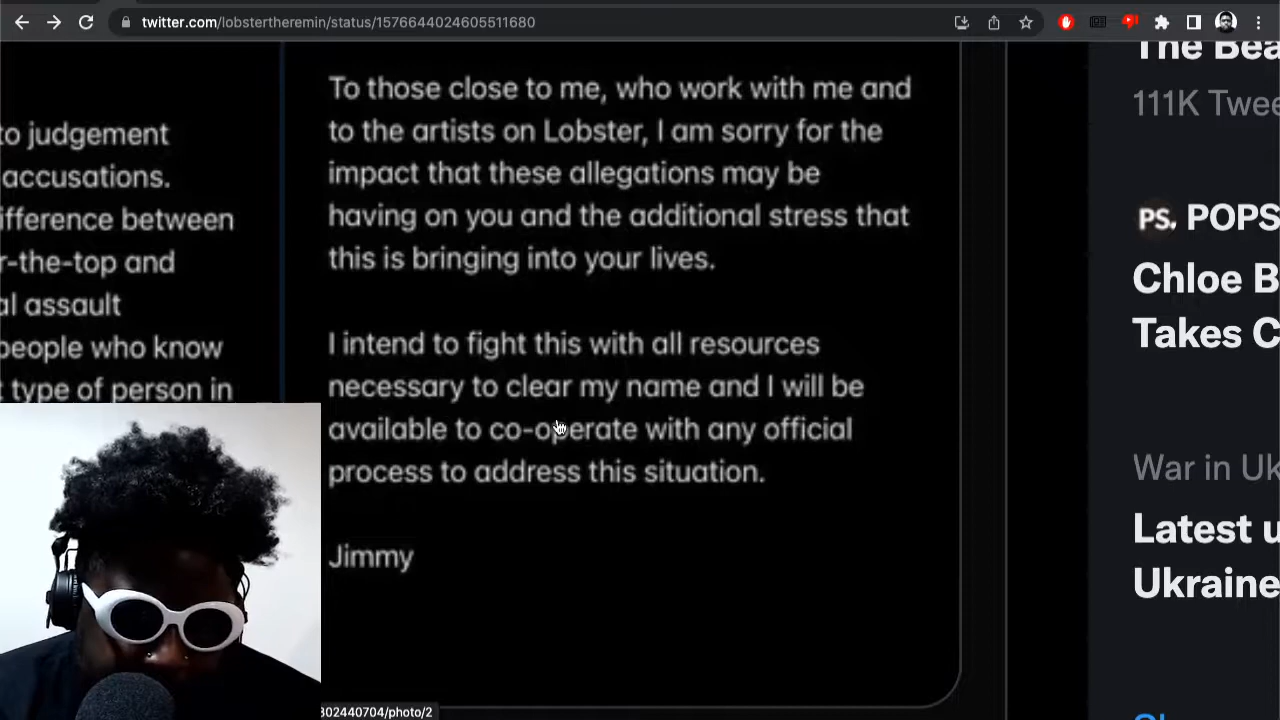 twitter.com/lobstertheremin/status/1576644024605511680
to judgement
accusations.
ifference between
r-the-top and
al assault
people who know
t type of person in
To those close to me, who work with me and
to the artists on Lobster, I am sorry for the
impact that these allegations may be
having on you and the additional stress that
this is bringing into your lives.
I intend to fight this with all resources
necessary to clear my name and I will be
available to co-operate with any official
process to address this situation.
Jimmy
The Bea
111K Twee
PS. POPS
Chloe B
Takes C
War in Uk
Latest u
Ukraine
302440704/photo/2